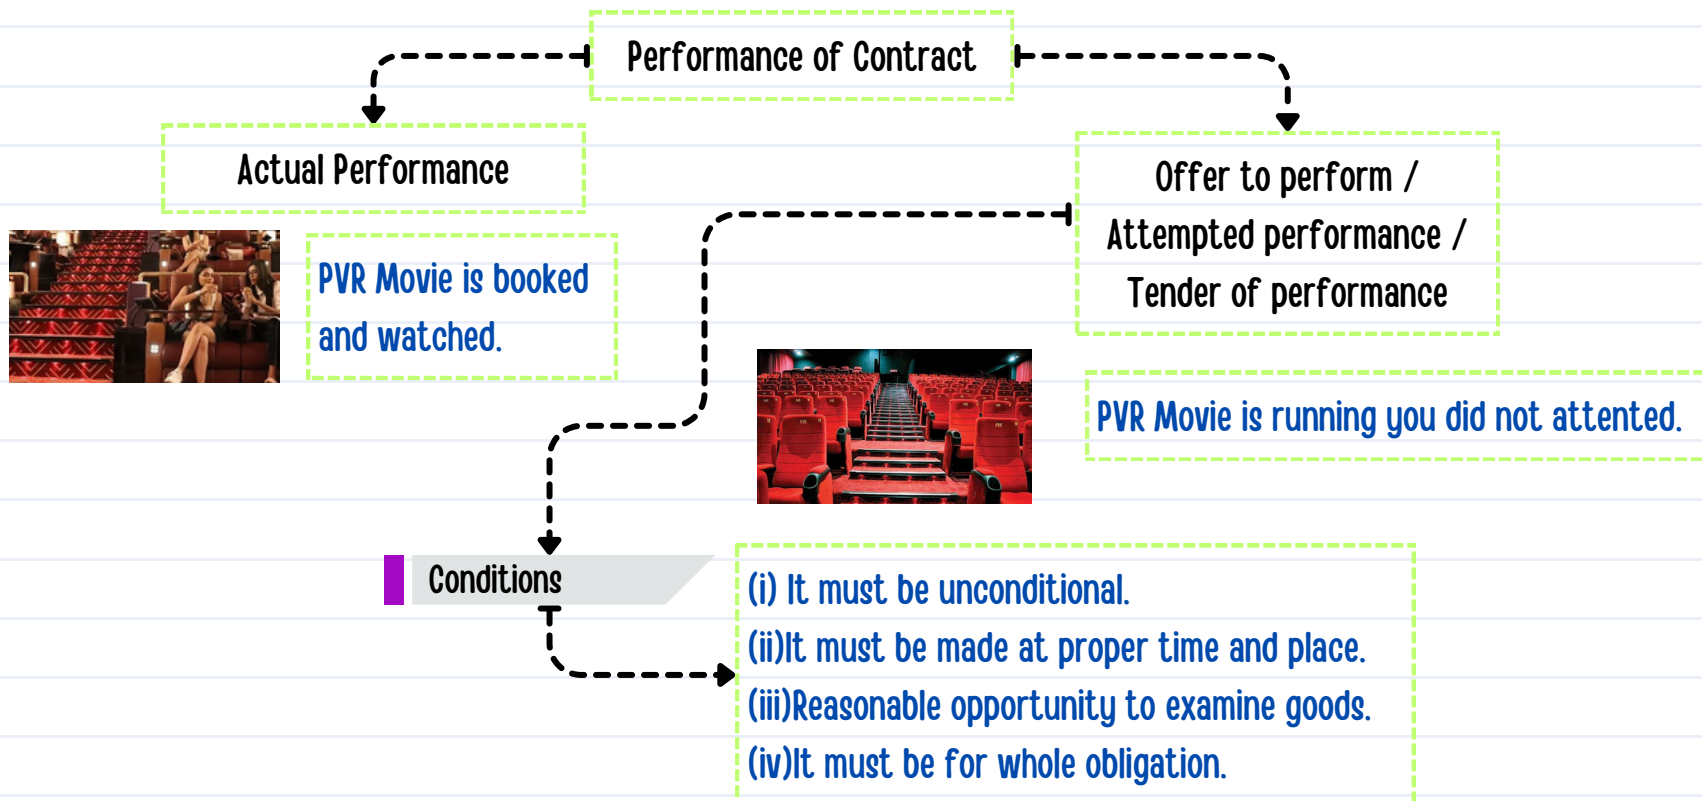 Performance of Contract
Actual Performance
Offer to perform /
Attempted performance /
Tender of performance
PVR Movie is booked
and watched.
PVR Movie is running you did not attented.
Conditions
(i) It must be unconditional.
(ii)It must be made at proper time and place.
(iii)Reasonable opportunity to examine goods.
(iv)It must be for whole obligation.